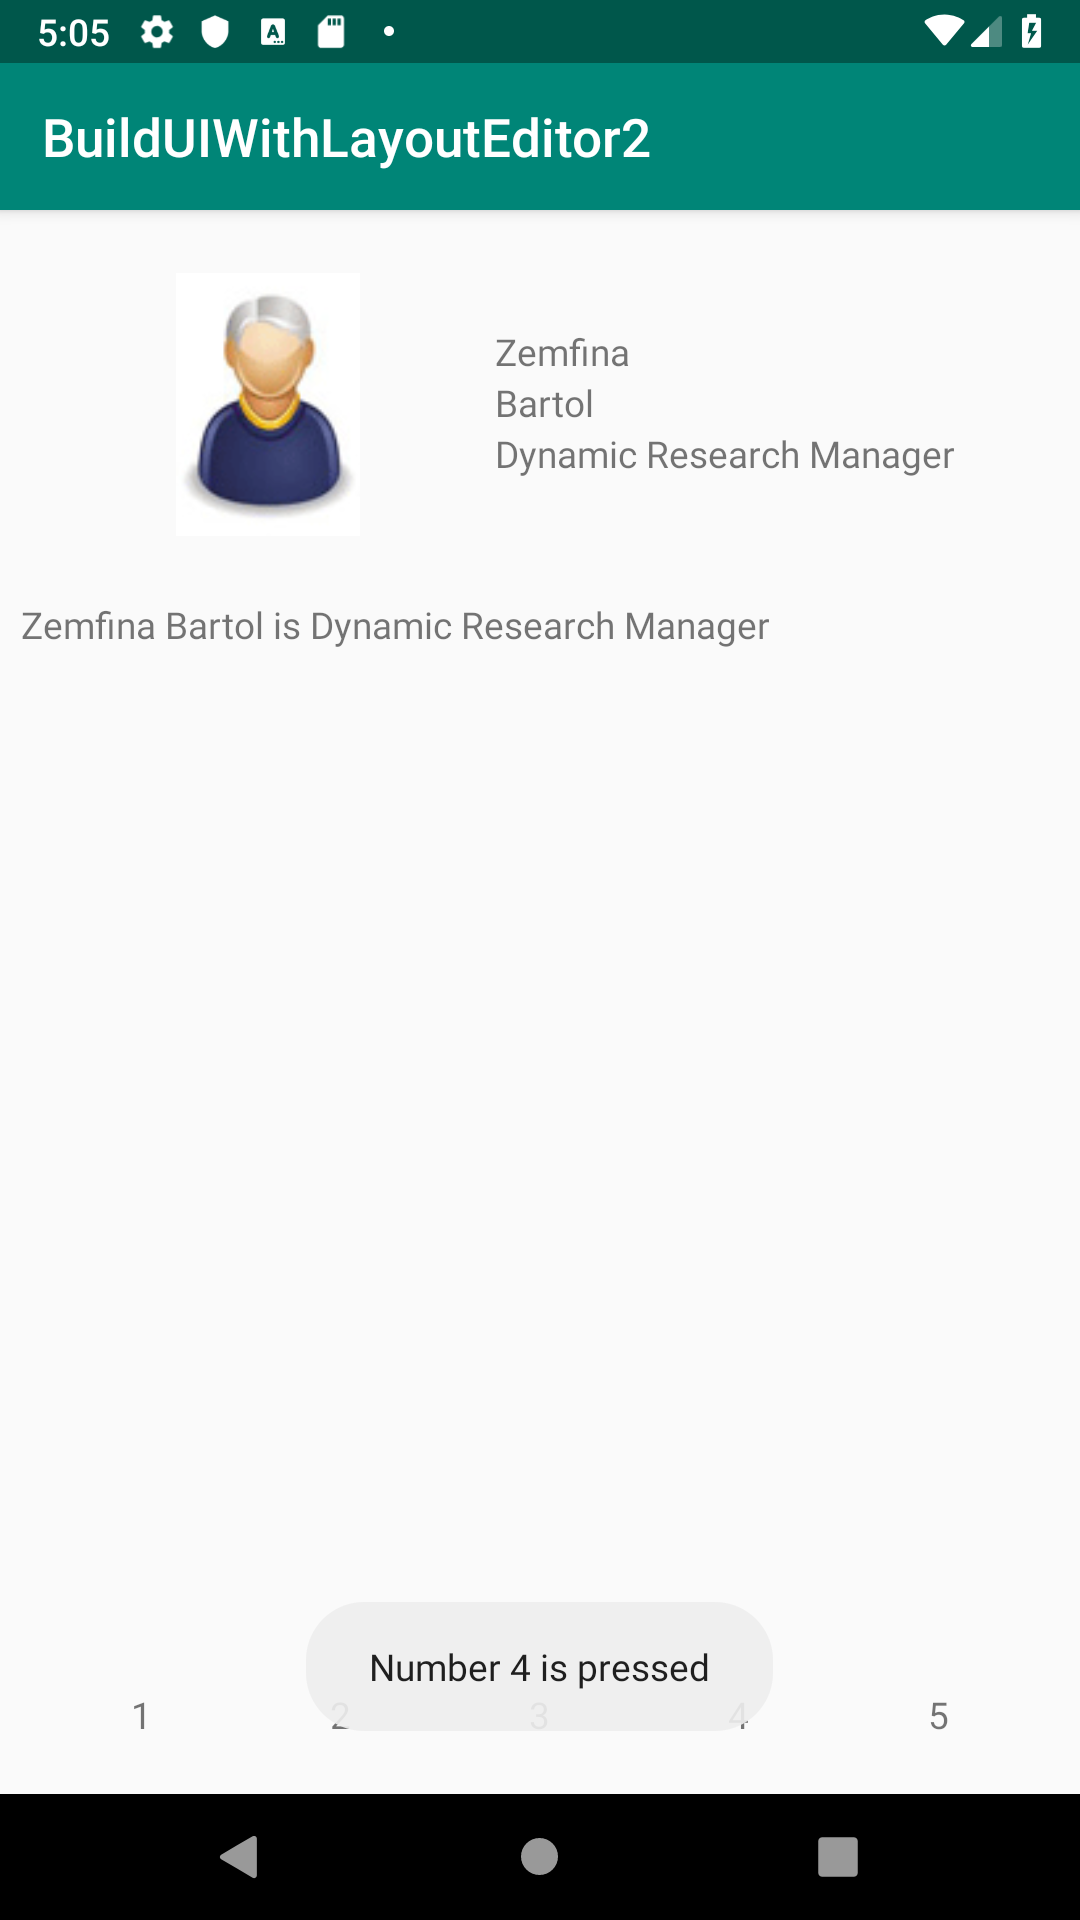 5:05
BuildUIWithLayoutEditor2
Zemfina
Bartol
Dynamic Research Manager
Zemfina Bartol is Dynamic Research Manager
Number 4 is pressed
1 2 3 4 5